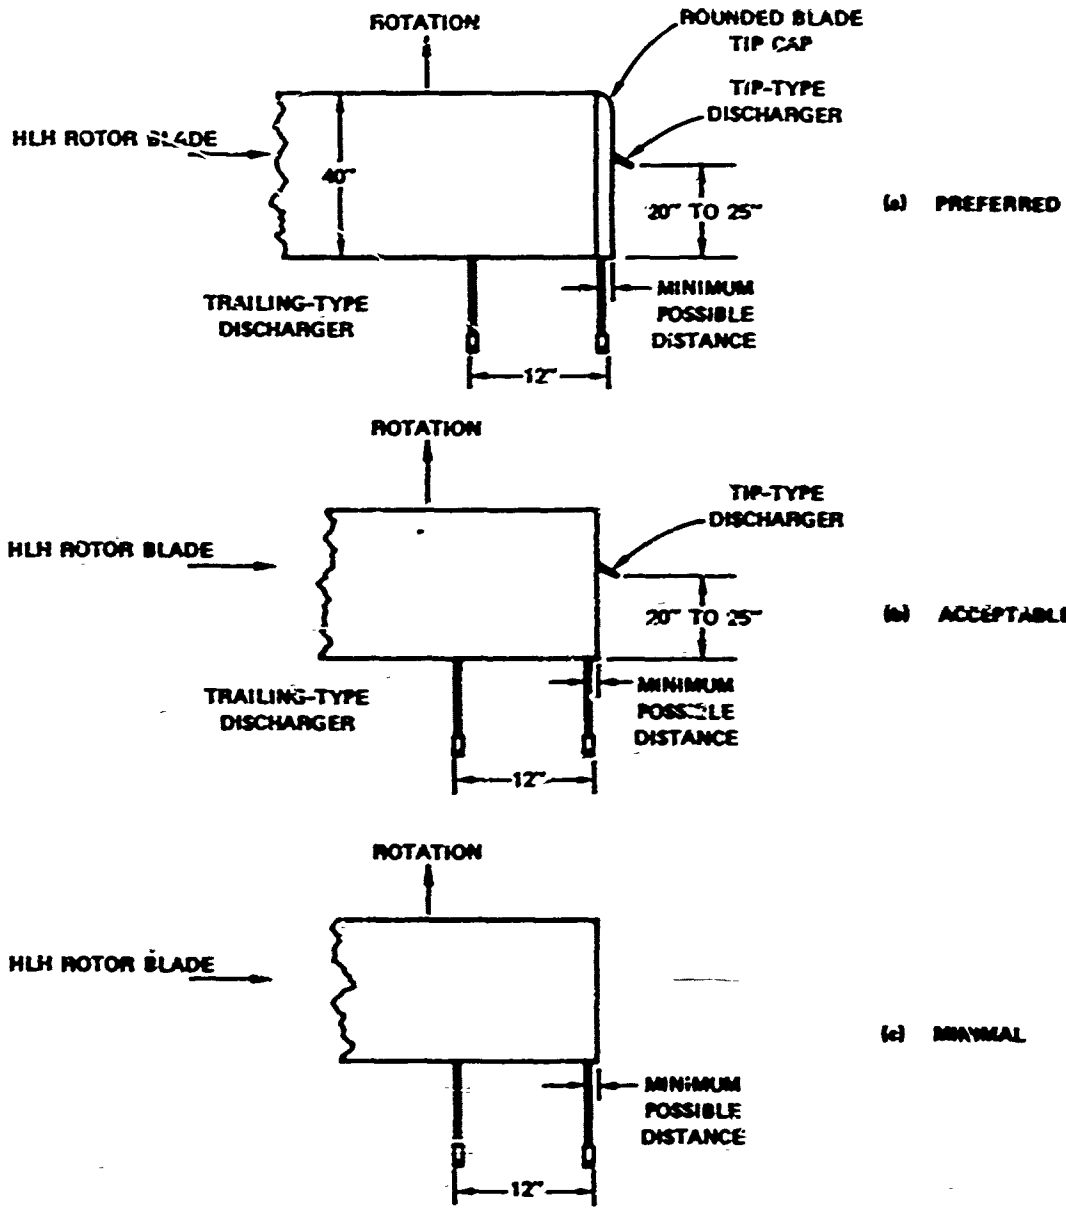 ROTATION
ROUNDED BLADE
TIP CAP
TIP-TYPE
DISCHARGER
HLH ROTOR BLADE
40"
20" TO 25"
(a) PREFERRED
TRAILING-TYPE
DISCHARGER
MINIMUM
POSSIBLE
DISTANCE
12"
ROTATION
TIP-TYPE
DISCHARGER
HLH ROTOR BLADE
20" TO 25"
(b) ACCEPTABLE
TRAILING-TYPE
DISCHARGER
MINIMUM
POSSIBLE
DISTANCE
12"
ROTATION
HLH ROTOR BLADE
(c) MINIMAL
MINIMUM
POSSIBLE
DISTANCE
12"